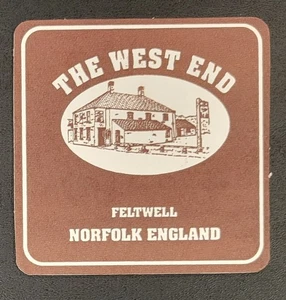 THE WEST END
FELTWELL
NORFOLK ENGLAND